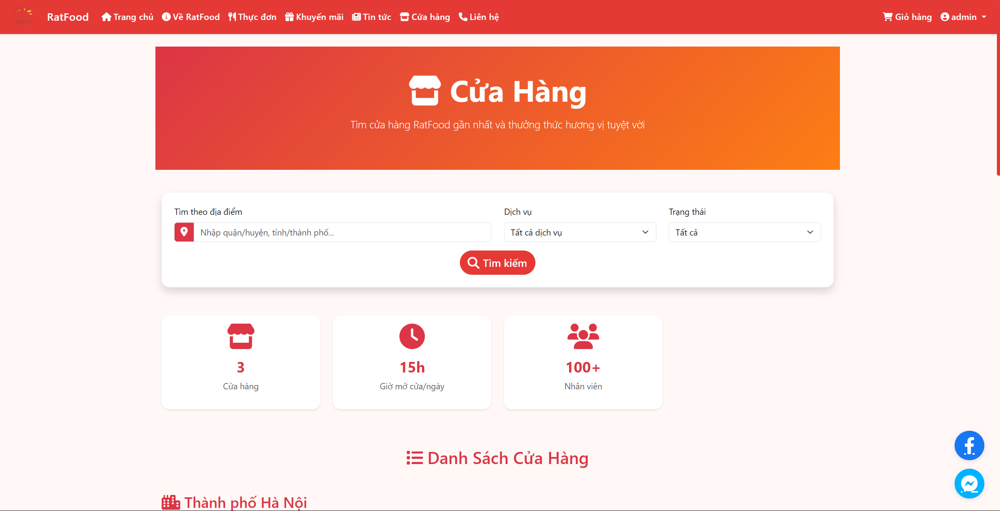 RatFood
RatFood Trang chủ Về RatFood Thực đơn Khuyến mãi Tin tức Cửa hàng Liên hệ Giỏ hàng admin
Cửa Hàng
Tìm cửa hàng RatFood gần nhất và thưởng thức hương vị tuyệt vời
Tìm theo địa điểm Dịch vụ Trạng thái
Nhập quận/huyện, tỉnh/thành phố... Tất cả dịch vụ Tất cả
Tìm kiếm
3 15h 100+
Cửa hàng Giờ mở cửa/ngày Nhân viên
Danh Sách Cửa Hàng
Thành phố Hà Nội